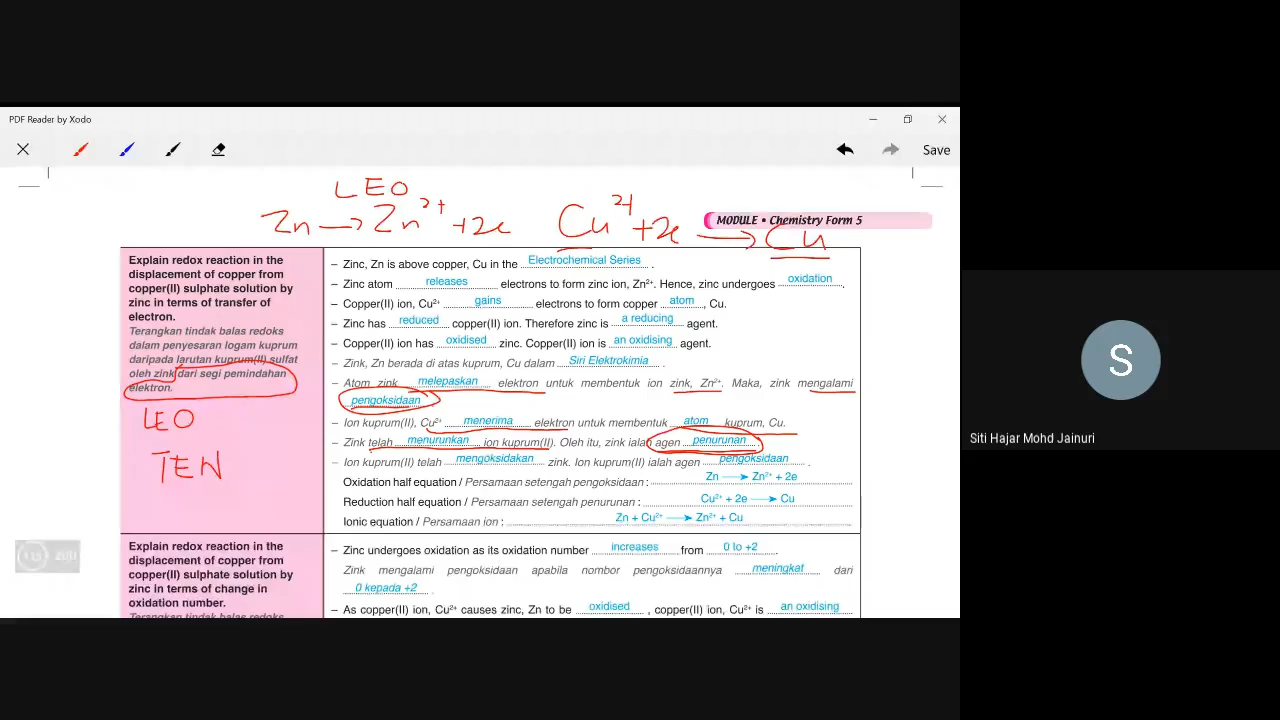 PDF Reader by Xodo
Save
LEO
Zn → Zn²⁺ + 2e Cu²⁺ + 2e → Cu
MODULE • Chemistry Form 5
Explain redox reaction in the
displacement of copper from
copper(II) sulphate solution by
zinc in terms of transfer of
electron.
Terangkan tindak balas redoks
dalam penyesaran logam kuprum
daripada larutan kuprum(II) sulfat
oleh zink dari segi pemindahan
elektron.
LEO
TEN
– Zinc, Zn is above copper, Cu in the Electrochemical Series .
– Zinc atom releases electrons to form zinc ion, Zn²⁺. Hence, zinc undergoes oxidation .
– Copper(II) ion, Cu²⁺ gains electrons to form copper atom , Cu.
– Zinc has reduced copper(II) ion. Therefore zinc is a reducing agent.
– Copper(II) ion has oxidised zinc. Copper(II) ion is an oxidising agent.
– Zink, Zn berada di atas kuprum, Cu dalam Siri Elektrokimia .
– Atom zink melepaskan elektron untuk membentuk ion zink, Zn²⁺, Maka, zink mengalami
pengoksidaan .
– Ion kuprum(II), Cu²⁺ menerima elektron untuk membentuk atom kuprum, Cu.
– Zink telah menurunkan ion kuprum(II). Oleh itu, zink ialah agen penurunan .
– Ion kuprum(II) telah mengoksidakan zink. Ion kuprum(II) ialah agen pengoksidaan .
Oxidation half equation / Persamaan setengah pengoksidaan : Zn → Zn²⁺ + 2e
Reduction half equation / Persamaan setengah penurunan : Cu²⁺ + 2e → Cu
Ionic equation / Persamaan ion : Zn + Cu²⁺ → Zn²⁺ + Cu
Explain redox reaction in the
displacement of copper from
copper(II) sulphate solution by
zinc in terms of change in
oxidation number.
Terangkan tindak balas redoks
– Zinc undergoes oxidation as its oxidation number increases from 0 to +2 .
Zink mengalami pengoksidaan apabila nombor pengoksidaannya meningkat dari
0 kepada +2 .
– As copper(II) ion, Cu²⁺ causes zinc, Zn to be oxidised , copper(II) ion, Cu²⁺ is an oxidising
S
Siti Hajar Mohd Jainuri